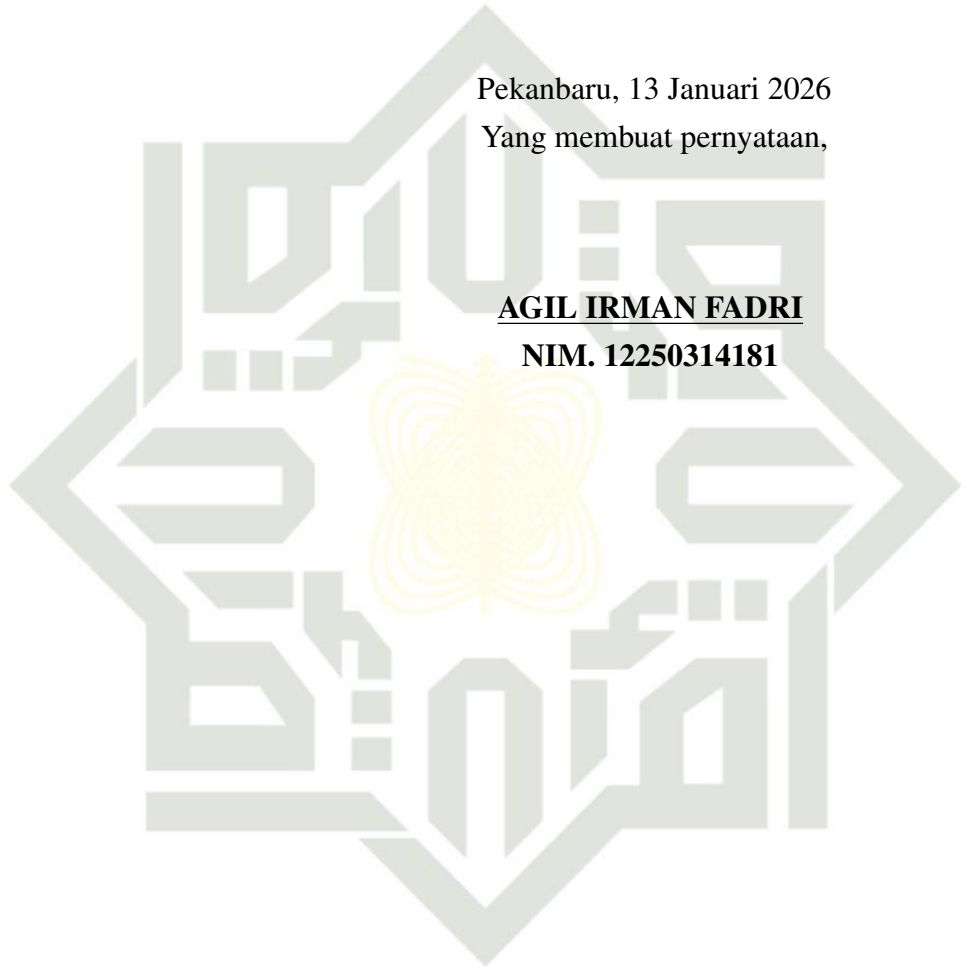 Pekanbaru, 13 Januari 2026
Yang membuat pernyataan,
AGIL IRMAN FADRI
NIM. 12250314181